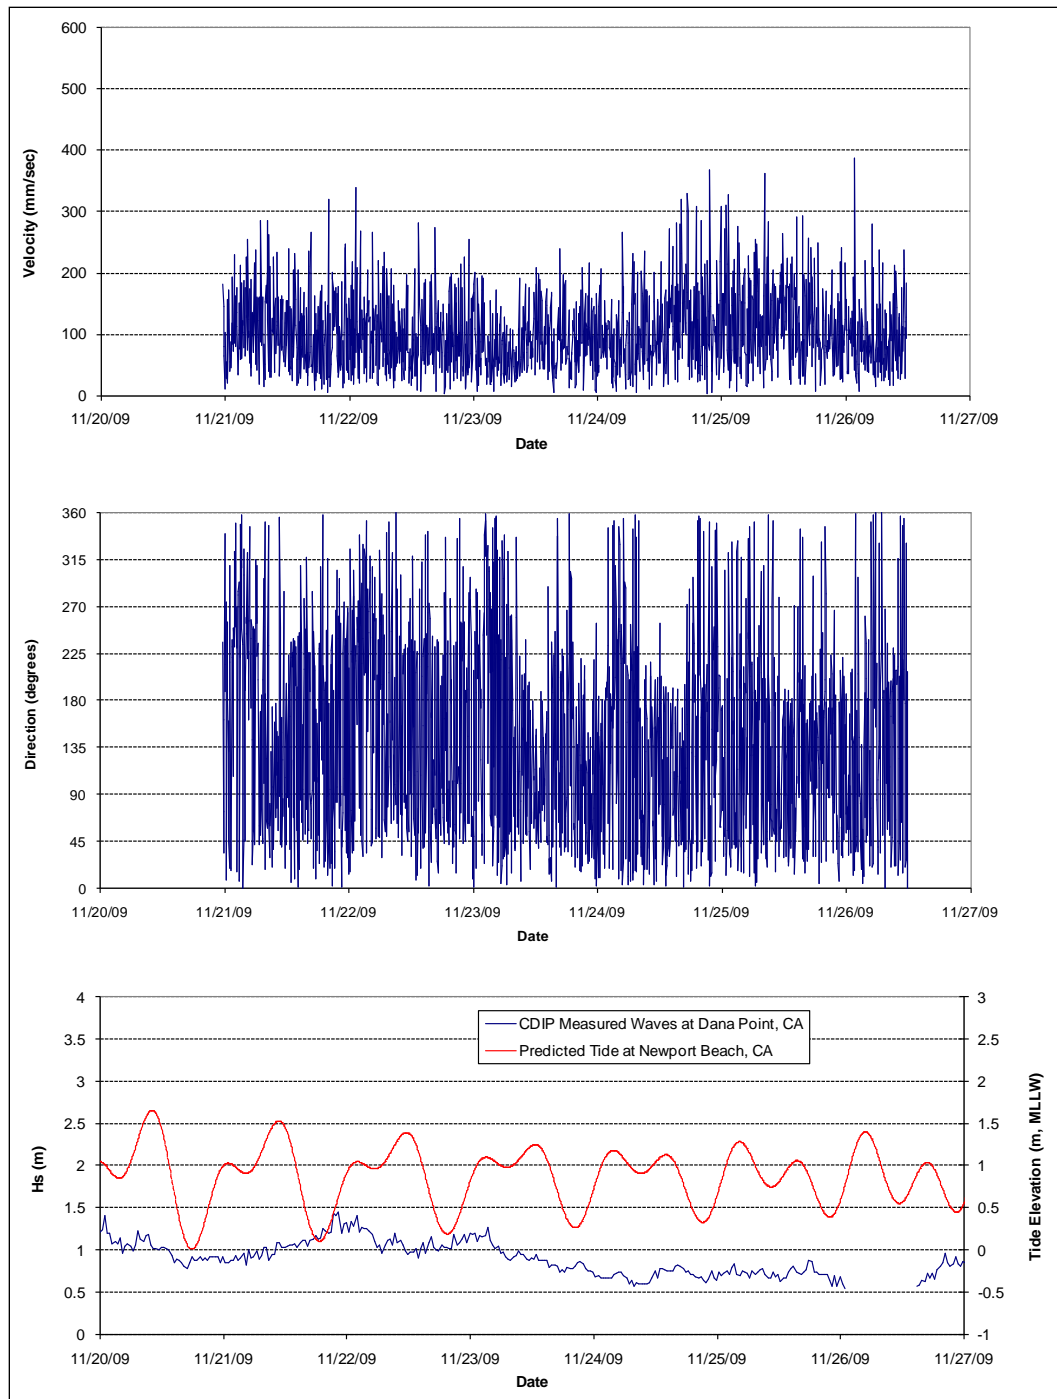 600
500
400
300
200
100
0
Velocity (mm/sec)
11/20/09 11/21/09 11/22/09 11/23/09 11/24/09 11/25/09 11/26/09 11/27/09
Date
360
315
270
225
180
135
90
45
0
Direction (degrees)
11/20/09 11/21/09 11/22/09 11/23/09 11/24/09 11/25/09 11/26/09 11/27/09
Date
4
3.5
3
2.5
2
1.5
1
0.5
0
Hs (m)
CDIP Measured Waves at Dana Point, CA
Predicted Tide at Newport Beach, CA
3
2.5
2
1.5
1
0.5
0
-0.5
-1
Tide Elevation (m, MLLW)
11/20/09 11/21/09 11/22/09 11/23/09 11/24/09 11/25/09 11/26/09 11/27/09
Date